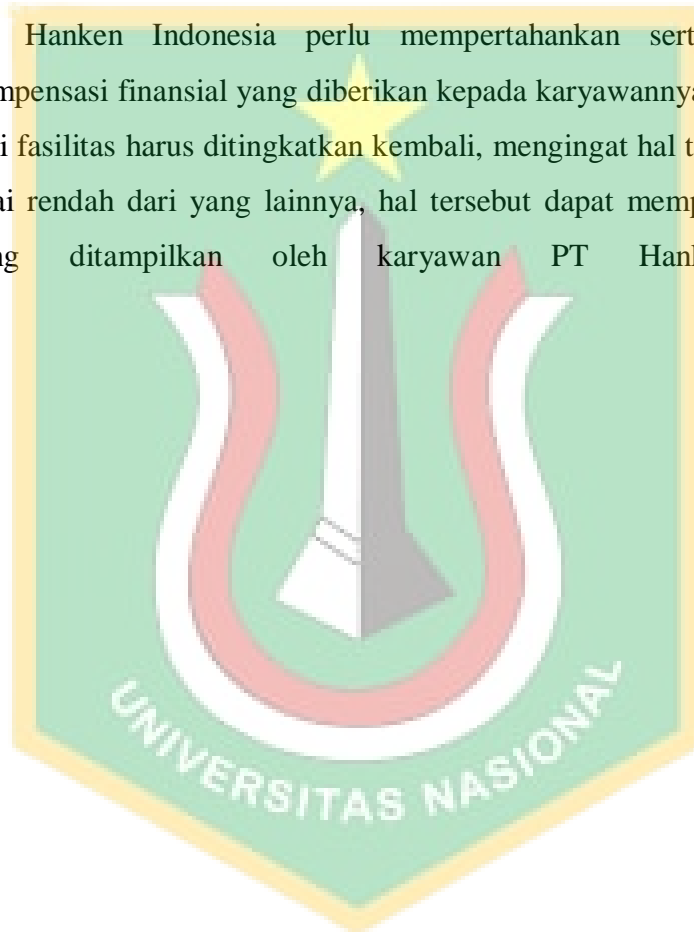 Hanken Indonesia perlu mempertahankan sert
mpensasi finansial yang diberikan kepada karyawannya
i fasilitas harus ditingkatkan kembali, mengingat hal t
ai rendah dari yang lainnya, hal tersebut dapat memp
ng ditampilkan oleh karyawan PT Hanl
UNIVERSITAS NASIONAL